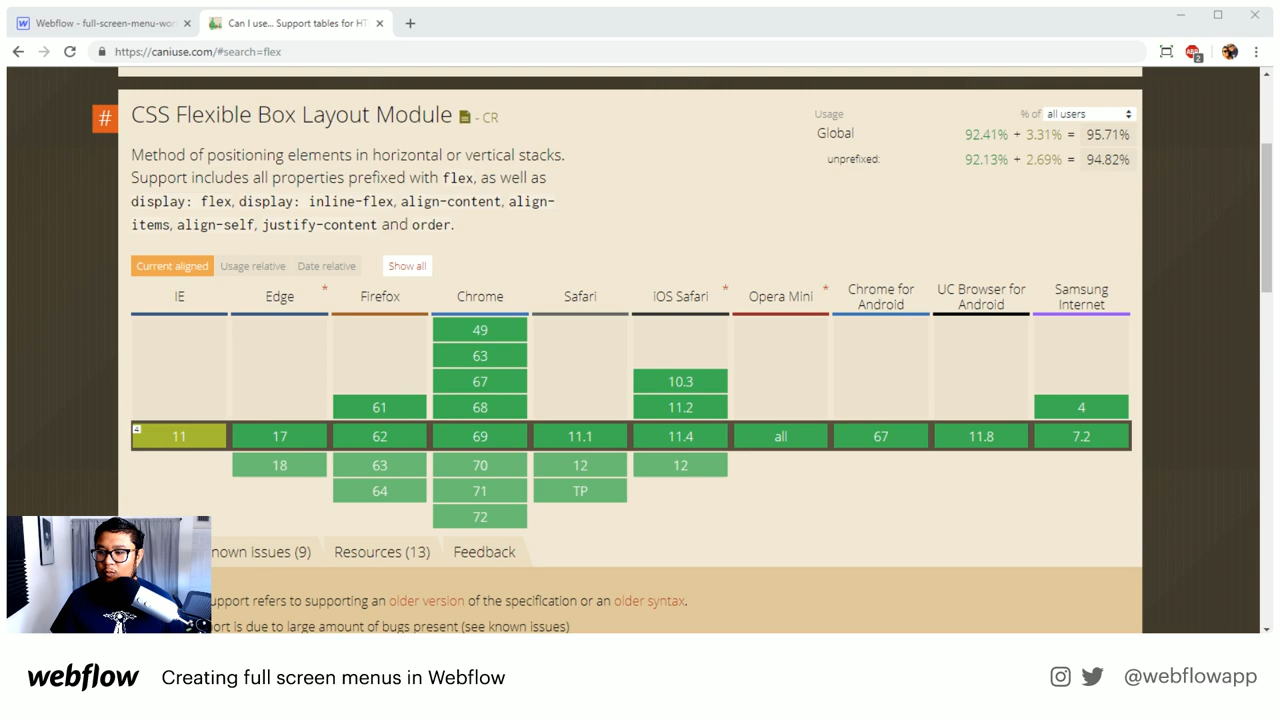 Webflow - full-screen-menu-wor
Can I use... Support tables for HT
https://caniuse.com/#search=flex
ABP
2
# CSS Flexible Box Layout Module - CR
Usage % of all users
Global 92.41% + 3.31% = 95.71%
unprefixed: 92.13% + 2.69% = 94.82%
Method of positioning elements in horizontal or vertical stacks.
Support includes all properties prefixed with flex, as well as
display: flex, display: inline-flex, align-content, align-
items, align-self, justify-content and order.
Current aligned Usage relative Date relative Show all
IE Edge * Firefox Chrome Safari iOS Safari * Opera Mini * Chrome for Android UC Browser for Android Samsung Internet
49
63
67 10.3
61 68 11.2 4
4 11 17 62 69 11.1 11.4 all 67 11.8 7.2
18 63 70 12 12
64 71 TP
72
nown issues (9) Resources (13) Feedback
upport refers to supporting an older version of the specification or an older syntax.
ort is due to large amount of bugs present (see known issues)
webflow Creating full screen menus in Webflow @webflowapp